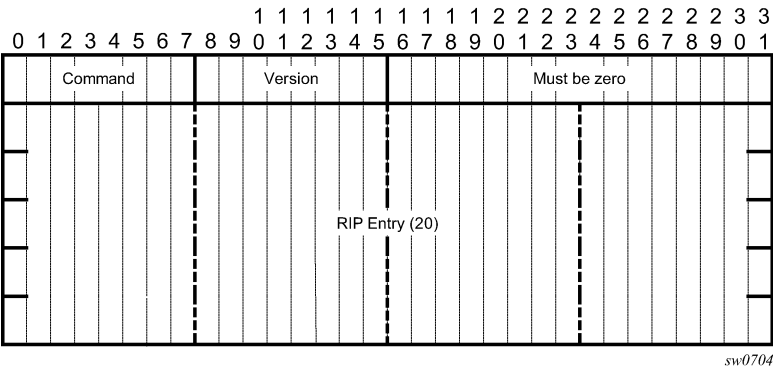 1 1 1 1 1 1 1 1 1 1 2 2 2 2 2 2 2 2 2 2 3 3
0 1 2 3 4 5 6 7 8 9 0 1 2 3 4 5 6 7 8 9 0 1 2 3 4 5 6 7 8 9 0 1
Command Version Must be zero
RIP Entry (20)
sw0704